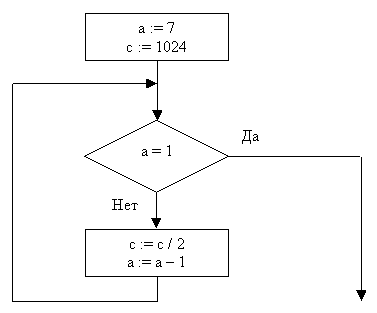 a := 7
c := 1024
a = 1
Да
Нет
c := c / 2
a := a – 1